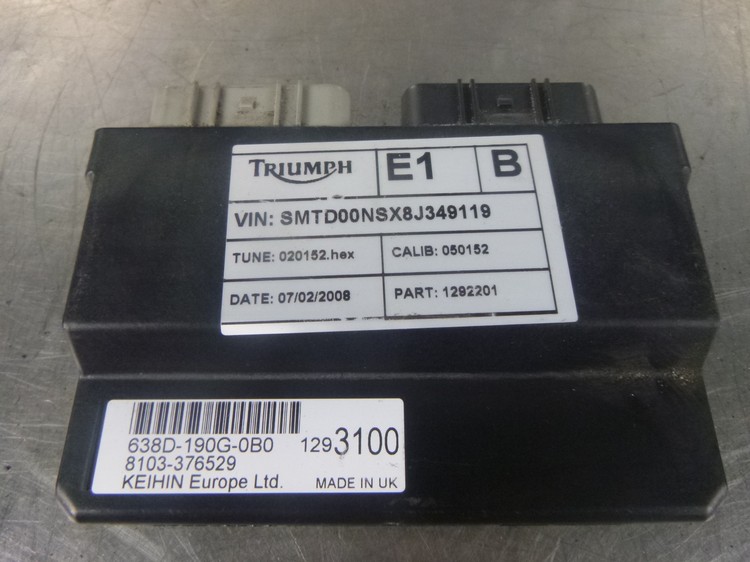 TRIUMPH E1 B
VIN: SMTD00NSX8J349119
TUNE: 020152.hex CALIB: 050152
DATE: 07/02/2008 PART: 1292201
638D-190G-0B0 1293100
8103-376529
KEIHIN Europe Ltd. MADE IN UK